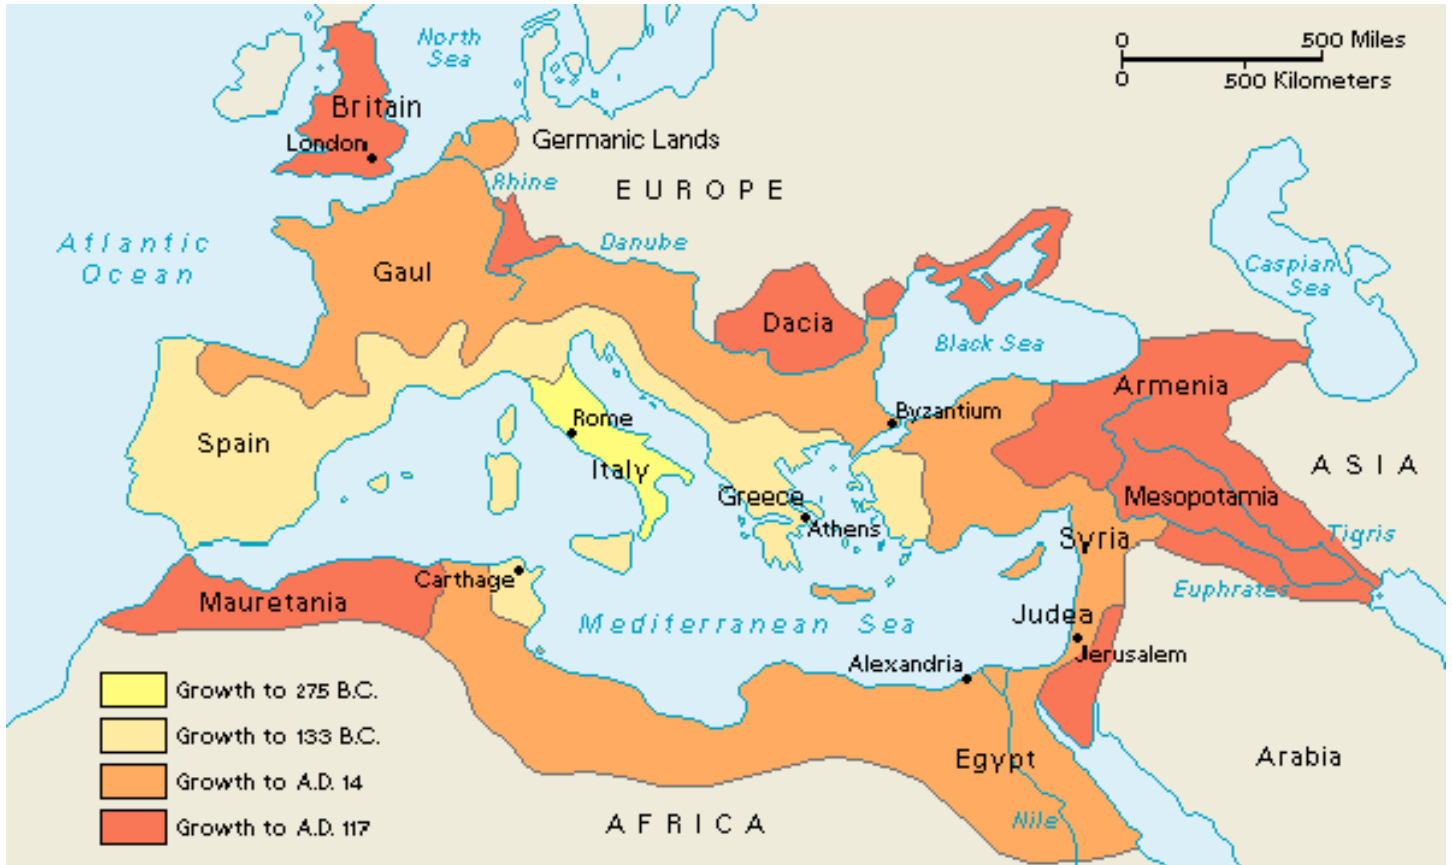 North
Sea
0 500 Miles
0 500 Kilometers
Britain
London
Germanic Lands
Rhine
EUROPE
Atlantic
Ocean
Danube
Gaul
Caspian
Sea
Dacia
Black Sea
Armenia
Byzantium
Rome
Spain
Italy
ASIA
Greece
Mesopotamia
Athens
Syria
Tigris
Carthage
Euphrates
Mauretania
Mediterranean Sea
Judea
Jerusalem
Alexandria
Growth to 275 B.C.
Growth to 133 B.C.
Egypt
Arabia
Growth to A.D. 14
Growth to A.D. 117
AFRICA
Nile